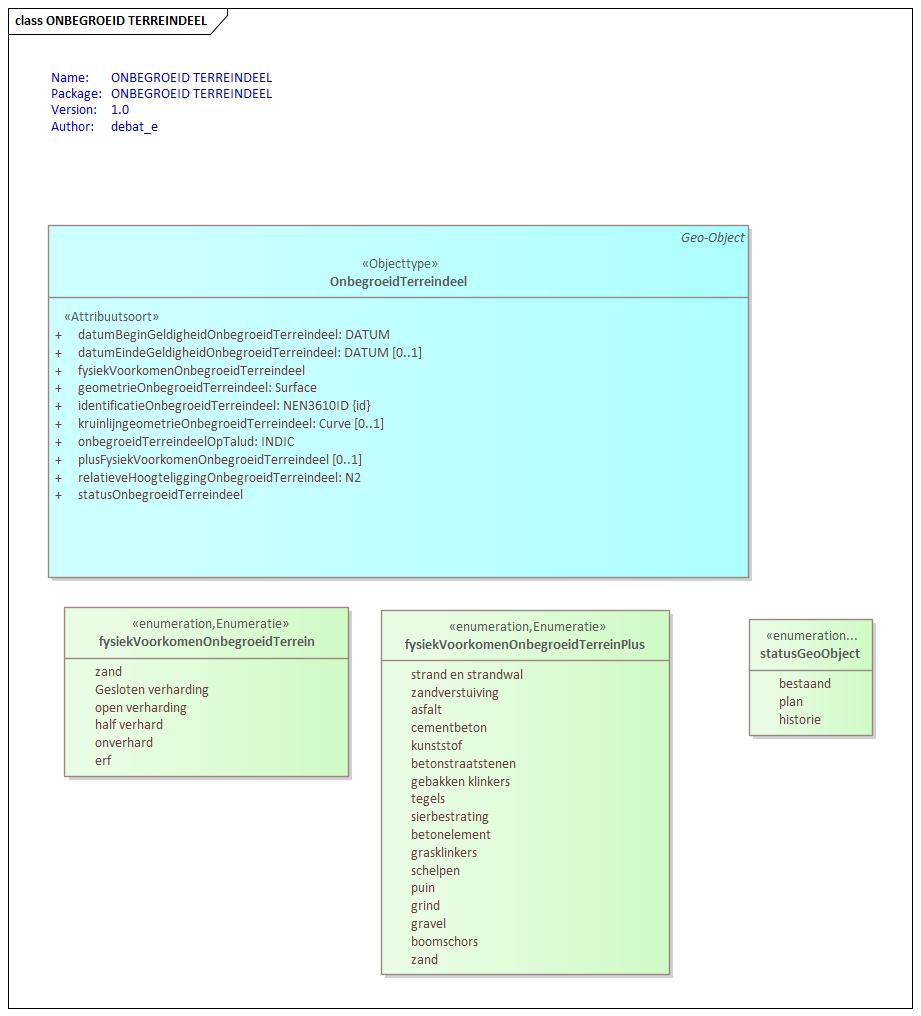 class ONBEGROEID TERREINDEEL
Name: ONBEGROEID TERREINDEEL
Package: ONBEGROEID TERREINDEEL
Version: 1.0
Author: debat_e
Geo-Object
«Objecttype»
OnbegroeidTerreindeel
«Attribuutsoort»
+ datumBeginGeldigheidOnbegroeidTerreindeel: DATUM
+ datumEindeGeldigheidOnbegroeidTerreindeel: DATUM [0..1]
+ fysiekVoorkomenOnbegroeidTerreindeel
+ geometrieOnbegroeidTerreindeel: Surface
+ identificatieOnbegroeidTerreindeel: NEN3610ID {id}
+ kruinlijngeometrieOnbegroeidTerreindeel: Curve [0..1]
+ onbegroeidTerreindeelOpTalud: INDIC
+ plusFysiekVoorkomenOnbegroeidTerreindeel [0..1]
+ relatieveHoogteliggingOnbegroeidTerreindeel: N2
+ statusOnbegroeidTerreindeel
«enumeration,Enumeratie»
fysiekVoorkomenOnbegroeidTerrein
zand
Gesloten verharding
open verharding
half verhard
onverhard
erf
«enumeration,Enumeratie»
fysiekVoorkomenOnbegroeidTerreinPlus
strand en strandwal
zandverstuiving
asfalt
cementbeton
kunststof
betonstraatstenen
gebakken klinkers
tegels
sierbestrating
betonelement
grasklinkers
schelpen
puin
grind
gravel
boomschors
zand
«enumeration...
statusGeoObject
bestaand
plan
historie